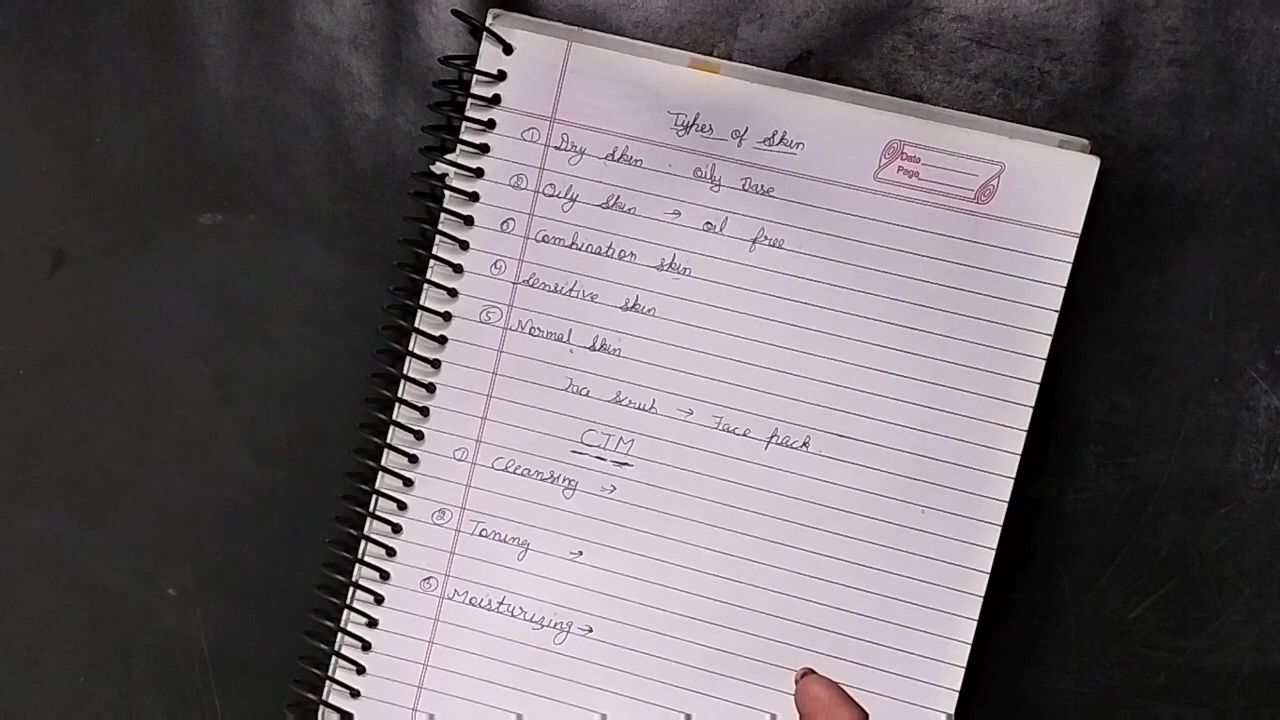 Types of Skin
Date
Page
① Dry Skin . oily Base
② Oily Skin → oil free
③ Combination Skin
④ Sensitive Skin
⑤ Normal Skin
Face Scrub → Face pack.
CTM
① Cleansing →
② Toning →
③ Moisturizing →